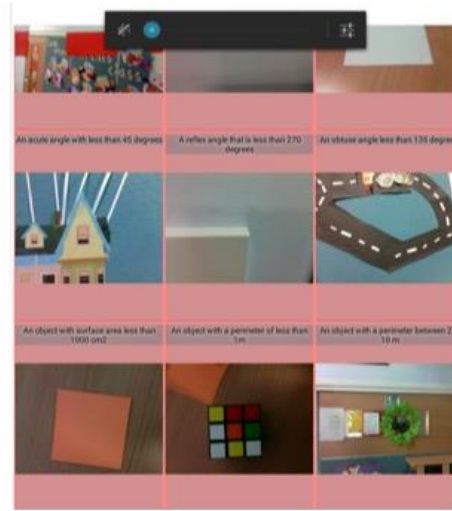 An acute angle with less than 45 degrees
A reflex angle that is less than 270
degrees
An obtuse angle less than 135 degree
An object with surface area less than
1000 cm2
An object with a perimeter of less than
1m
An object with a perimeter between 2
10 m